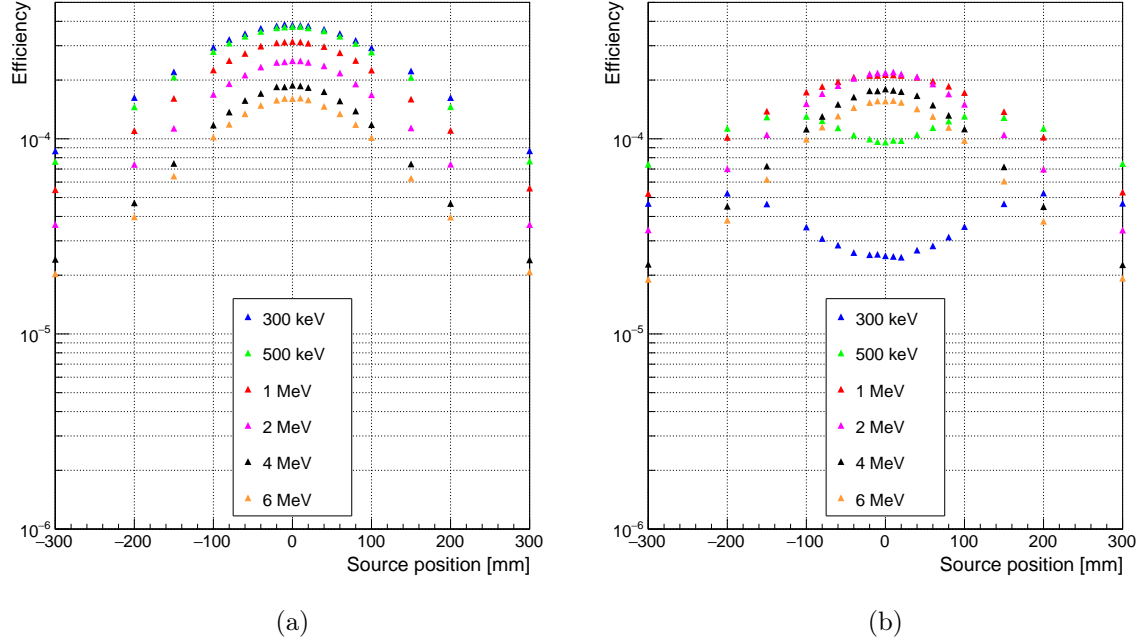 Efficiency
10⁻⁴
10⁻⁵
10⁻⁶
−300 −200 −100 0 100 200 300
Source position [mm]
300 keV
500 keV
1 MeV
2 MeV
4 MeV
6 MeV
(a)
Efficiency
10⁻⁴
10⁻⁵
10⁻⁶
−300 −200 −100 0 100 200 300
Source position [mm]
300 keV
500 keV
1 MeV
2 MeV
4 MeV
6 MeV
(b)